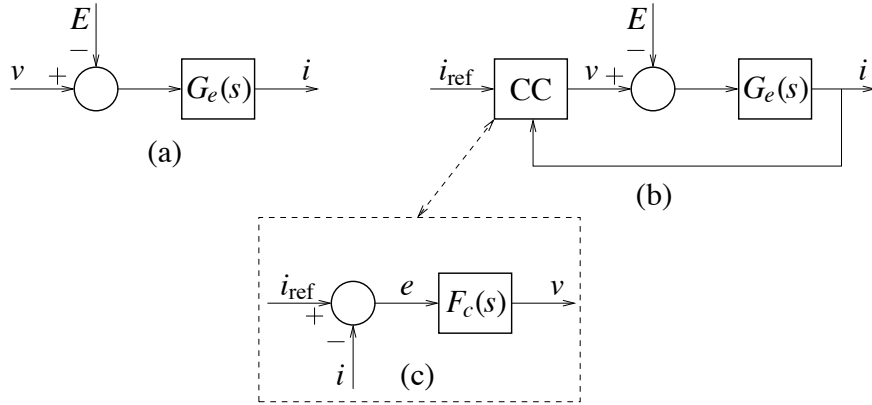 E
−
v + G_e(s) i
(a)
E
−
i_ref CC v + G_e(s) i
(b)
i_ref + e F_c(s) v
−
i
(c)